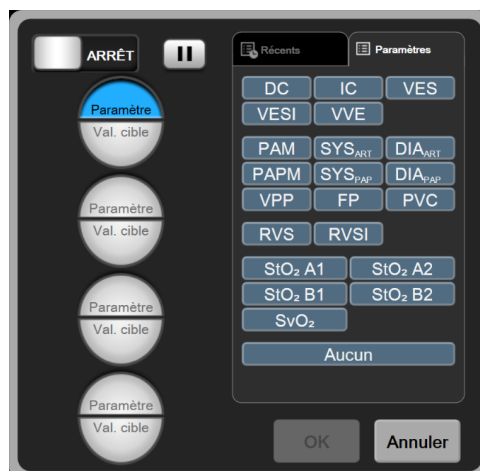 ARRÊT
Récents
Paramètres
Paramètre
Val. cible
Paramètre
Val. cible
Paramètre
Val. cible
Paramètre
Val. cible
DC IC VES
VESI VVE
PAM SYSART DIAART
PAPM SYSPAP DIAPAP
VPP FP PVC
RVS RVSI
StO₂ A1 StO₂ A2
StO₂ B1 StO₂ B2
SvO₂
Aucun
OK Annuler